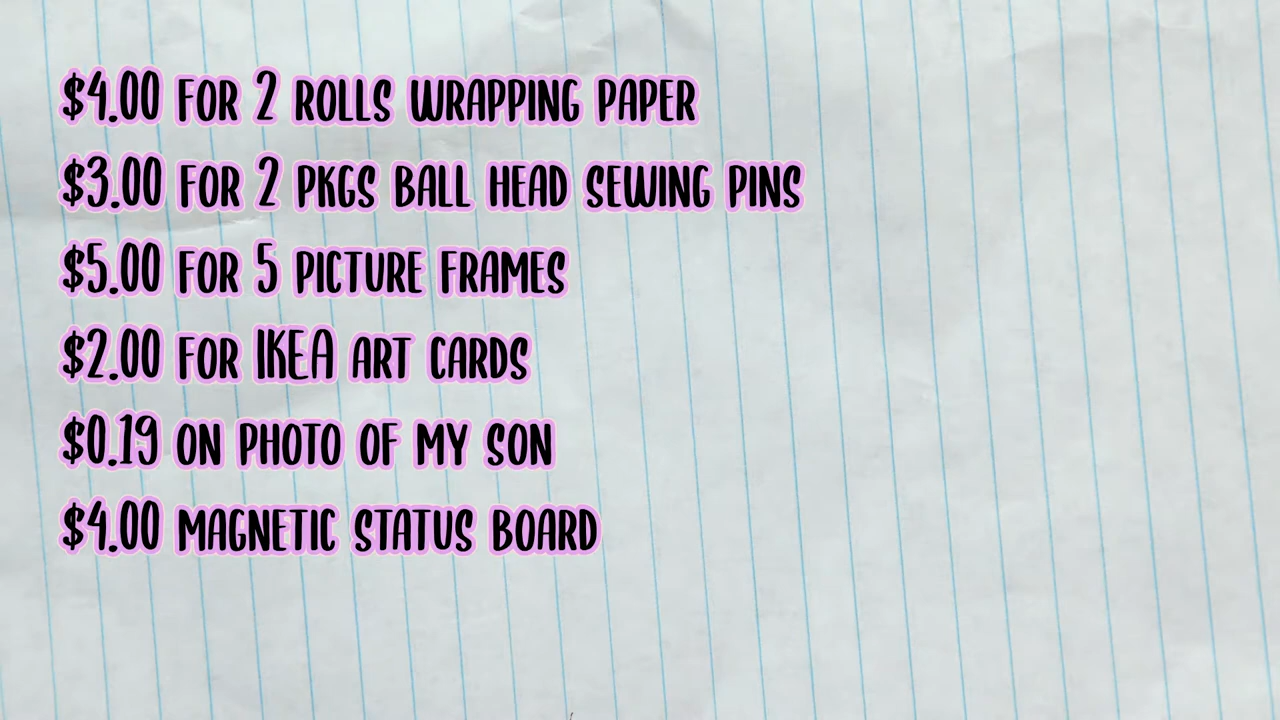 $4.00 FOR 2 ROLLS WRAPPING PAPER
$3.00 FOR 2 PKGS BALL HEAD SEWING PINS
$5.00 FOR 5 PICTURE FRAMES
$2.00 FOR IKEA ART CARDS
$0.19 ON PHOTO OF MY SON
$4.00 MAGNETIC STATUS BOARD